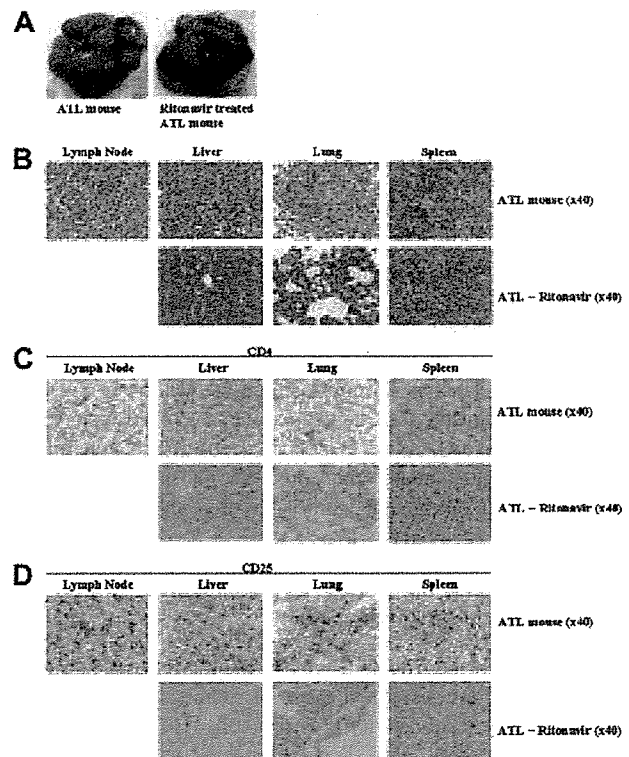 A
ATL mouse
Ritonavir treated
ATL mouse
Lymph Node Liver Lung Spleen
B
ATL mouse (x40)
ATL – Ritonavir (x40)
C
CD4
Lymph Node Liver Lung Spleen
ATL mouse (x40)
ATL – Ritonavir (x40)
D
CD25
Lymph Node Liver Lung Spleen
ATL mouse (x40)
ATL – Ritonavir (x40)